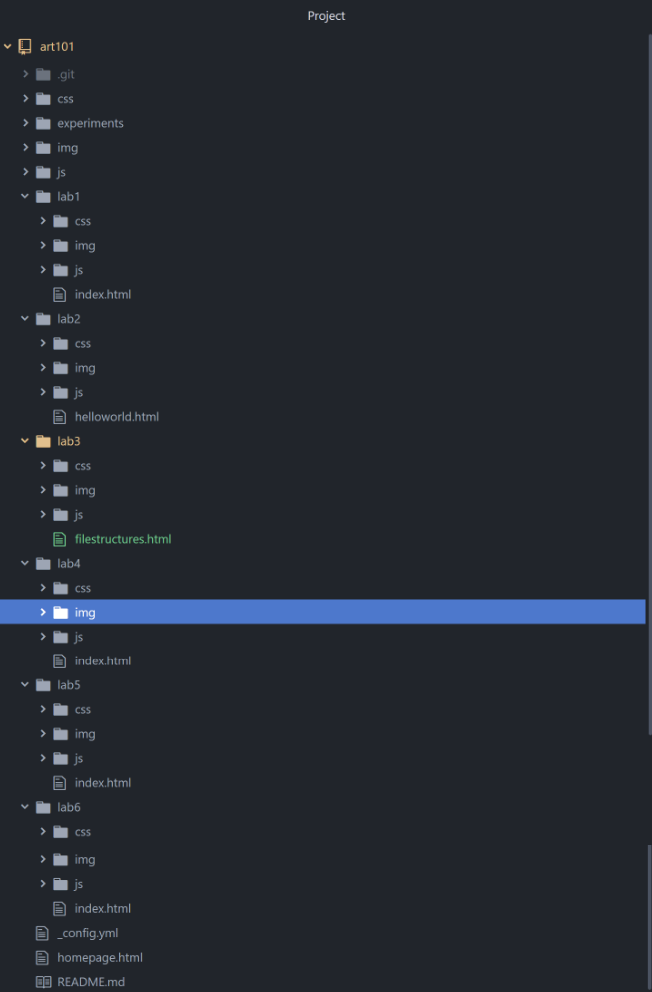 Project
art101
.git
css
experiments
img
js
lab1
css
img
js
index.html
lab2
css
img
js
helloworld.html
lab3
css
img
js
filestructures.html
lab4
css
img
js
index.html
lab5
css
img
js
index.html
lab6
css
img
js
index.html
_config.yml
homepage.html
README.md